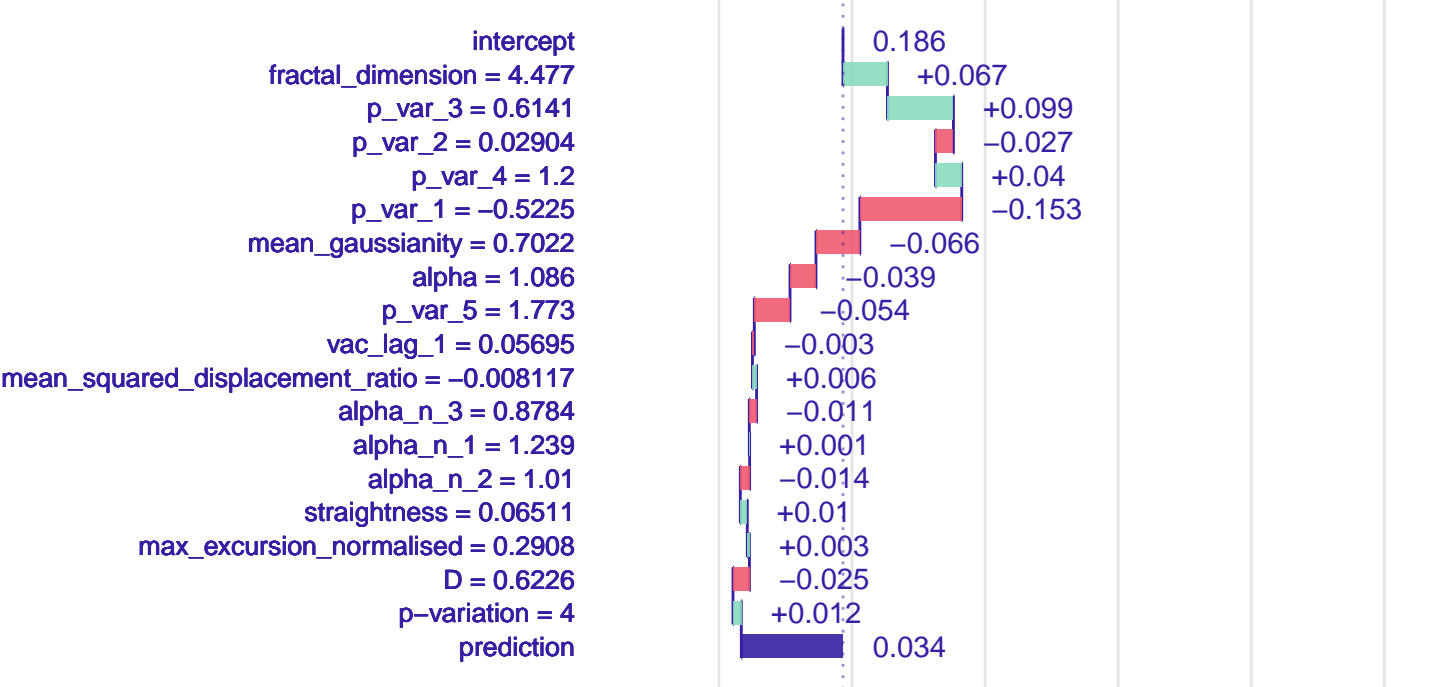 intercept 0.186
fractal_dimension = 4.477 +0.067
p_var_3 = 0.6141 +0.099
p_var_2 = 0.02904 −0.027
p_var_4 = 1.2 +0.04
p_var_1 = −0.5225 −0.153
mean_gaussianity = 0.7022 −0.066
alpha = 1.086 −0.039
p_var_5 = 1.773 −0.054
vac_lag_1 = 0.05695 −0.003
mean_squared_displacement_ratio = −0.008117 +0.006
alpha_n_3 = 0.8784 −0.011
alpha_n_1 = 1.239 +0.001
alpha_n_2 = 1.01 −0.014
straightness = 0.06511 +0.01
max_excursion_normalised = 0.2908 +0.003
D = 0.6226 −0.025
p−variation = 4 +0.012
prediction 0.034